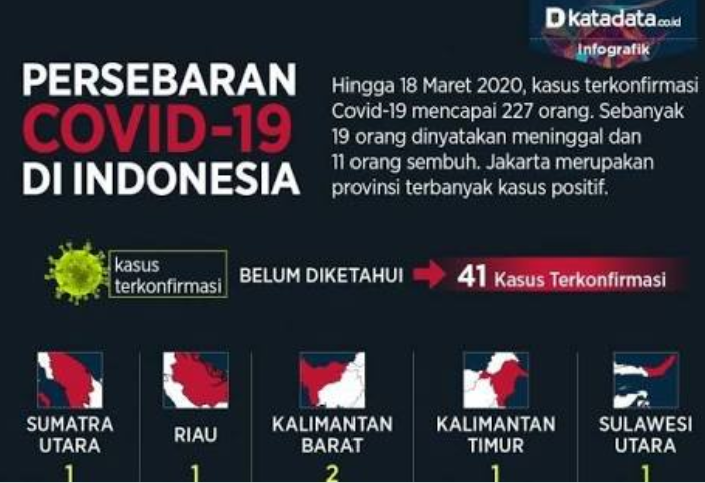 Dkatadata.co.id
Infografik
PERSEBARAN
COVID-19
DI INDONESIA
Hingga 18 Maret 2020, kasus terkonfirmasi
Covid-19 mencapai 227 orang. Sebanyak
19 orang dinyatakan meninggal dan
11 orang sembuh. Jakarta merupakan
provinsi terbanyak kasus positif.
kasus
terkonfirmasi
BELUM DIKETAHUI
41 Kasus Terkonfirmasi
SUMATRA
UTARA
1
RIAU
1
KALIMANTAN
BARAT
2
KALIMANTAN
TIMUR
1
SULAWESI
UTARA
1